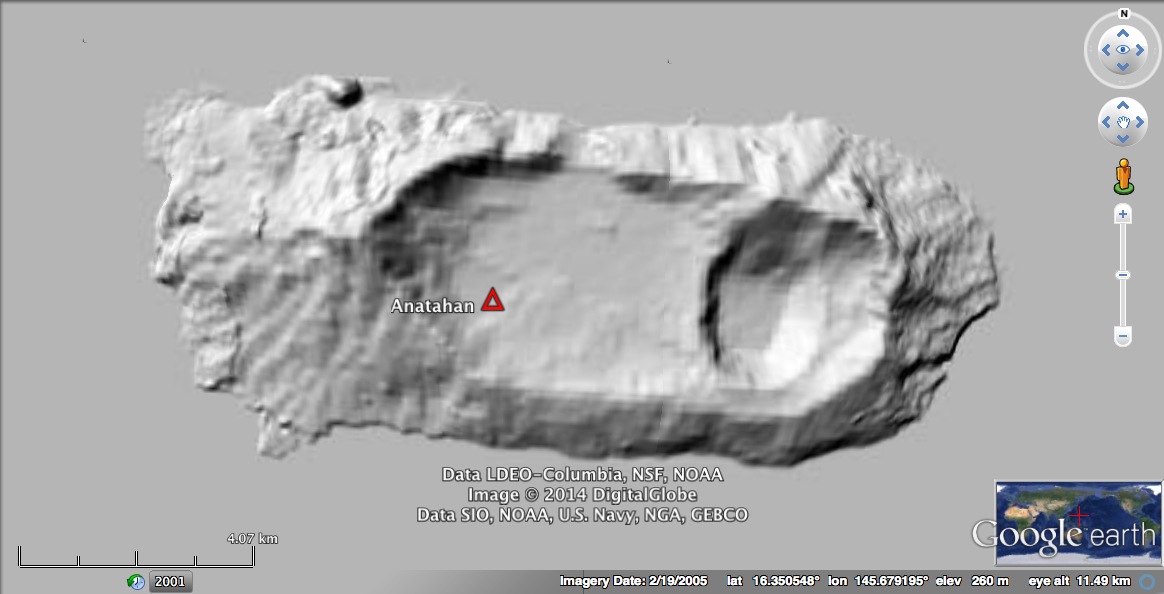 N
Anatahan
Data LDEO-Columbia, NSF, NOAA
Image © 2014 DigitalGlobe
Data SIO, NOAA, U.S. Navy, NGA, GEBCO
4.07 km
Google earth
2001
Imagery Date: 2/19/2005 lat 16.350548° lon 145.679195° elev 260 m eye alt 11.49 km